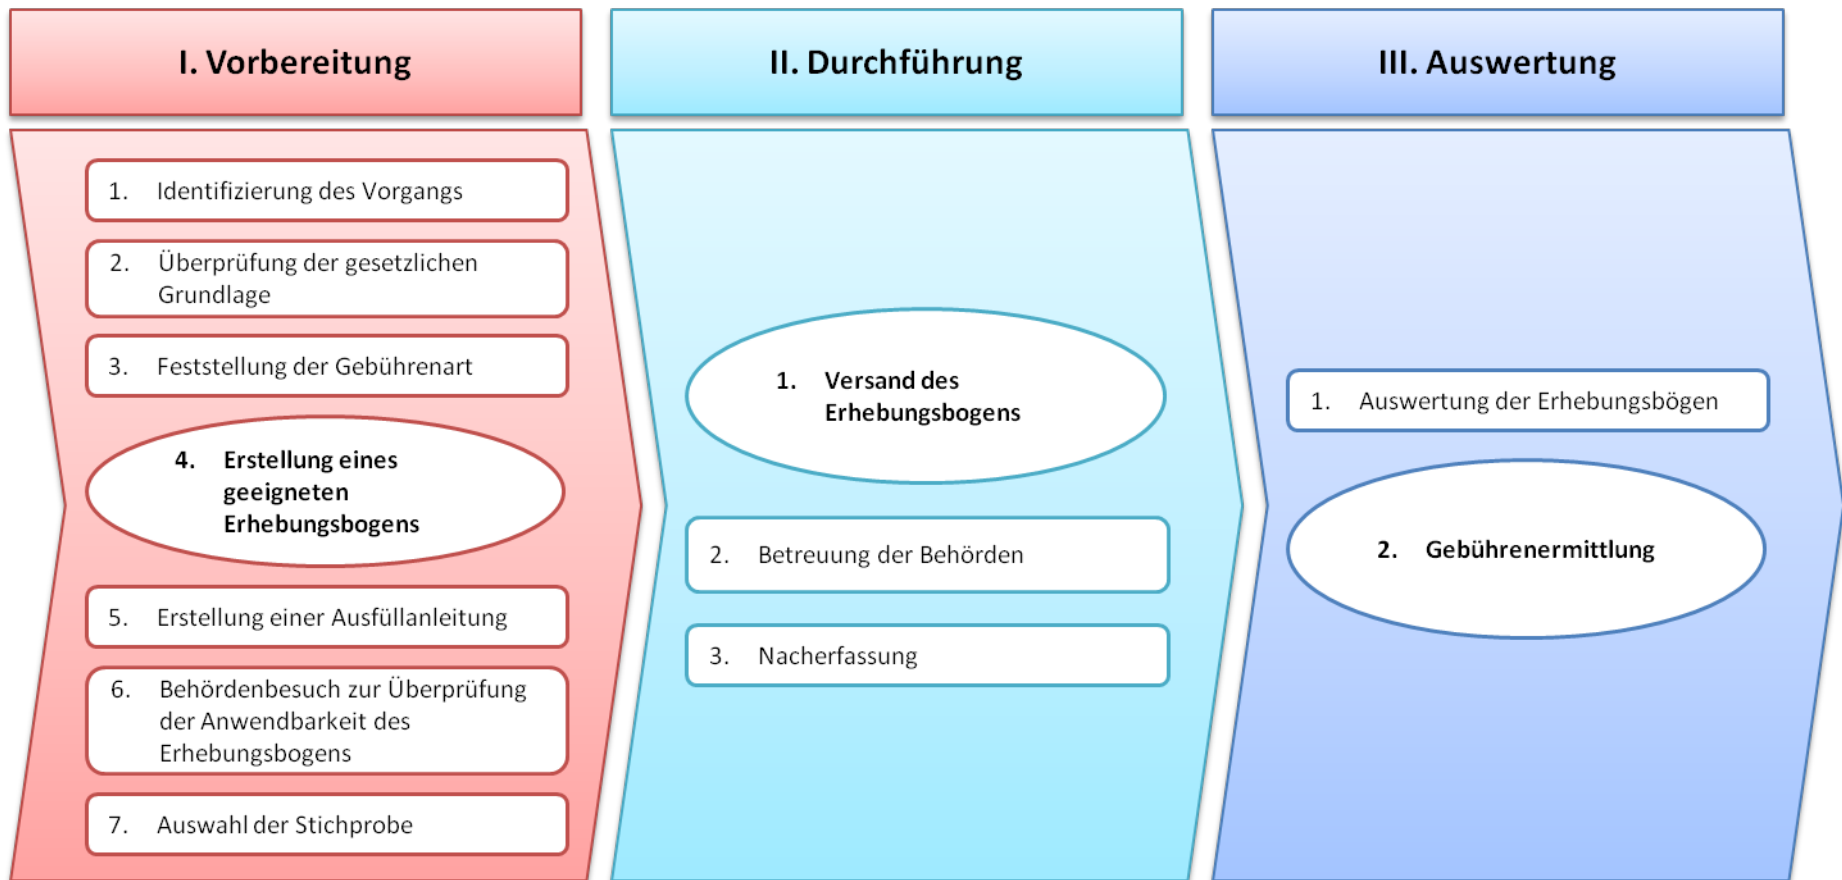 I. Vorbereitung
1. Identifizierung des Vorgangs
2. Überprüfung der gesetzlichen
Grundlage
3. Feststellung der Gebührenart
4. Erstellung eines
geeigneten
Erhebungsbogens
5. Erstellung einer Ausfüllanleitung
6. Behördenbesuch zur Überprüfung
der Anwendbarkeit des
Erhebungsbogens
7. Auswahl der Stichprobe
II. Durchführung
1. Versand des
Erhebungsbogens
2. Betreuung der Behörden
3. Nacherfassung
III. Auswertung
1. Auswertung der Erhebungsbögen
2. Gebührenermittlung